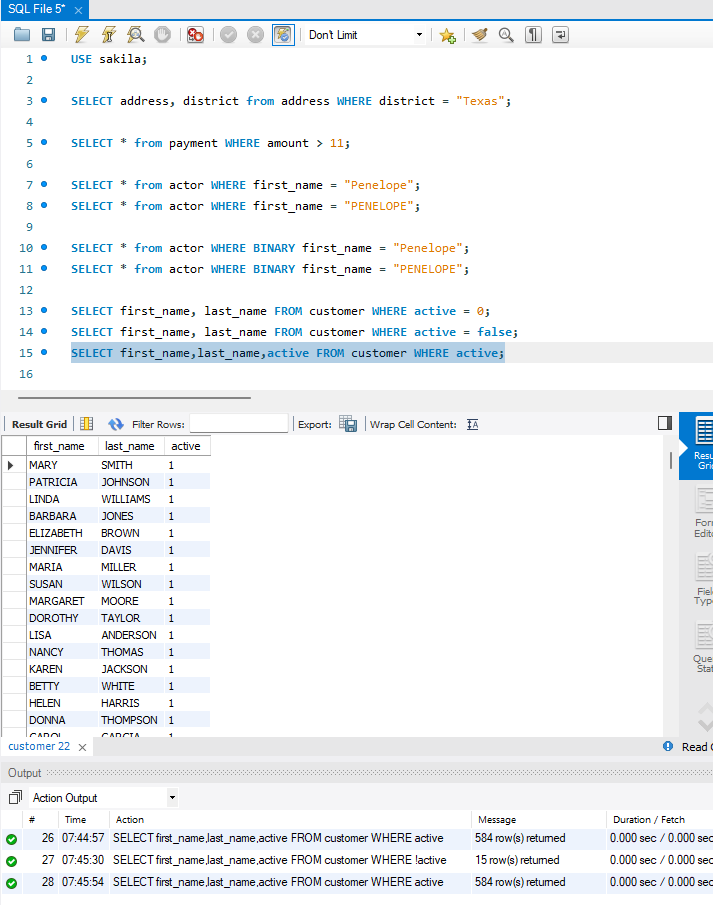 SQL File 5* ×
Don't Limit
1 USE sakila;
2
3 SELECT address, district from address WHERE district = "Texas";
4
5 SELECT * from payment WHERE amount > 11;
6
7 SELECT * from actor WHERE first_name = "Penelope";
8 SELECT * from actor WHERE first_name = "PENELOPE";
9
10 SELECT * from actor WHERE BINARY first_name = "Penelope";
11 SELECT * from actor WHERE BINARY first_name = "PENELOPE";
12
13 SELECT first_name, last_name FROM customer WHERE active = 0;
14 SELECT first_name, last_name FROM customer WHERE active = false;
15 SELECT first_name,last_name,active FROM customer WHERE active;
16
Result Grid Filter Rows: Export: Wrap Cell Content: IA
first_name last_name active
MARY SMITH 1
PATRICIA JOHNSON 1
LINDA WILLIAMS 1
BARBARA JONES 1
ELIZABETH BROWN 1
JENNIFER DAVIS 1
MARIA MILLER 1
SUSAN WILSON 1
MARGARET MOORE 1
DOROTHY TAYLOR 1
LISA ANDERSON 1
NANCY THOMAS 1
KAREN JACKSON 1
BETTY WHITE 1
HELEN HARRIS 1
DONNA THOMPSON 1
CAROL GARCIA 1
Resu
Gri
For
Edit
Fiel
Typ
Que
Stat
customer 22 ×
Read
Output
Action Output
# Time Action Message Duration / Fetch
26 07:44:57 SELECT first_name,last_name,active FROM customer WHERE active 584 row(s) returned 0.000 sec / 0.000 sec
27 07:45:30 SELECT first_name,last_name,active FROM customer WHERE !active 15 row(s) returned 0.000 sec / 0.000 sec
28 07:45:54 SELECT first_name,last_name,active FROM customer WHERE active 584 row(s) returned 0.000 sec / 0.000 sec